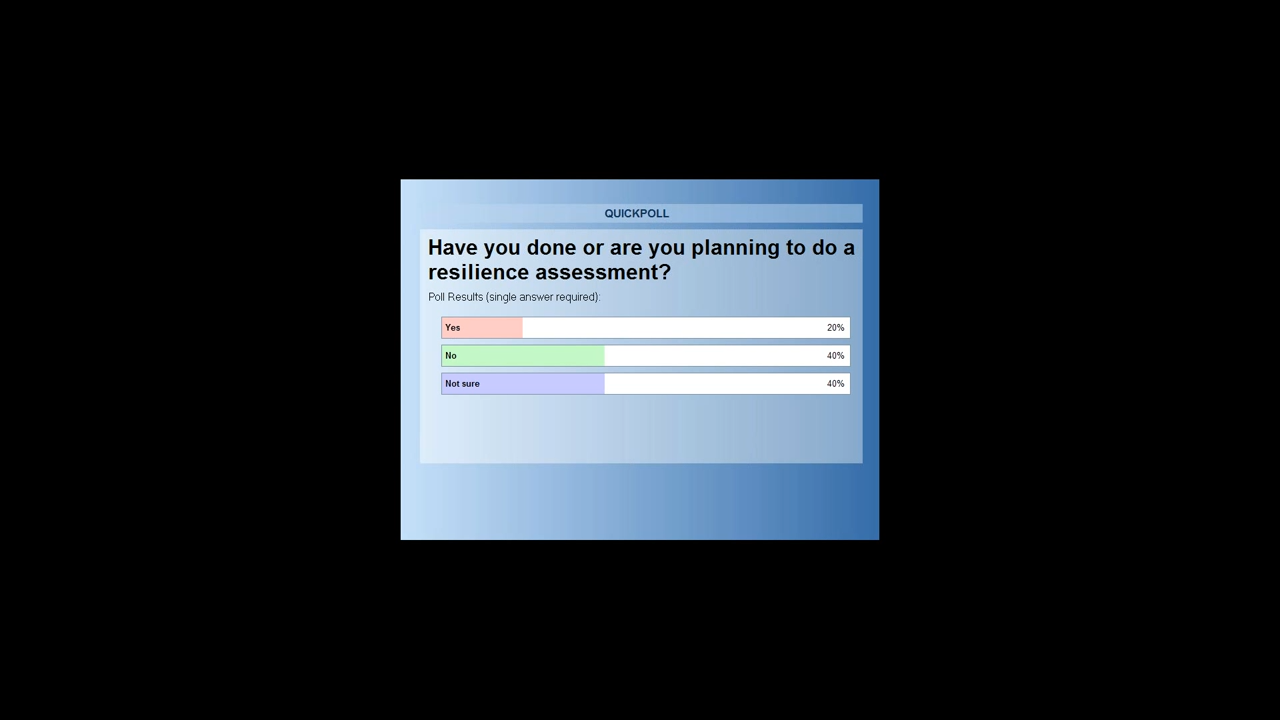 QUICKPOLL
Have you done or are you planning to do a
resilience assessment?
Poll Results (single answer required):
Yes 20%
No 40%
Not sure 40%